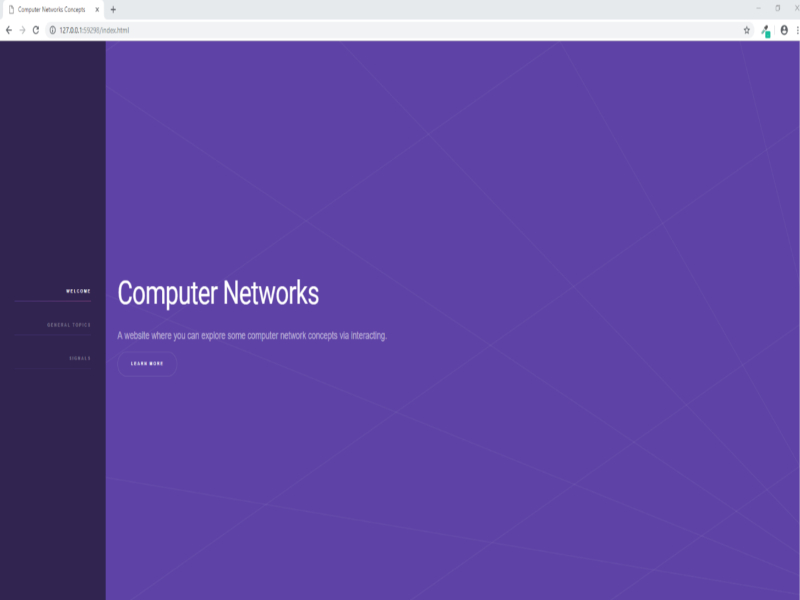 Computer Networks Concepts
127.0.0.1:59298/index.html
WELCOME
GENERAL TOPICS
SIGNALS
Computer Networks
A website where you can explore some computer network concepts via interacting.
LEARN MORE